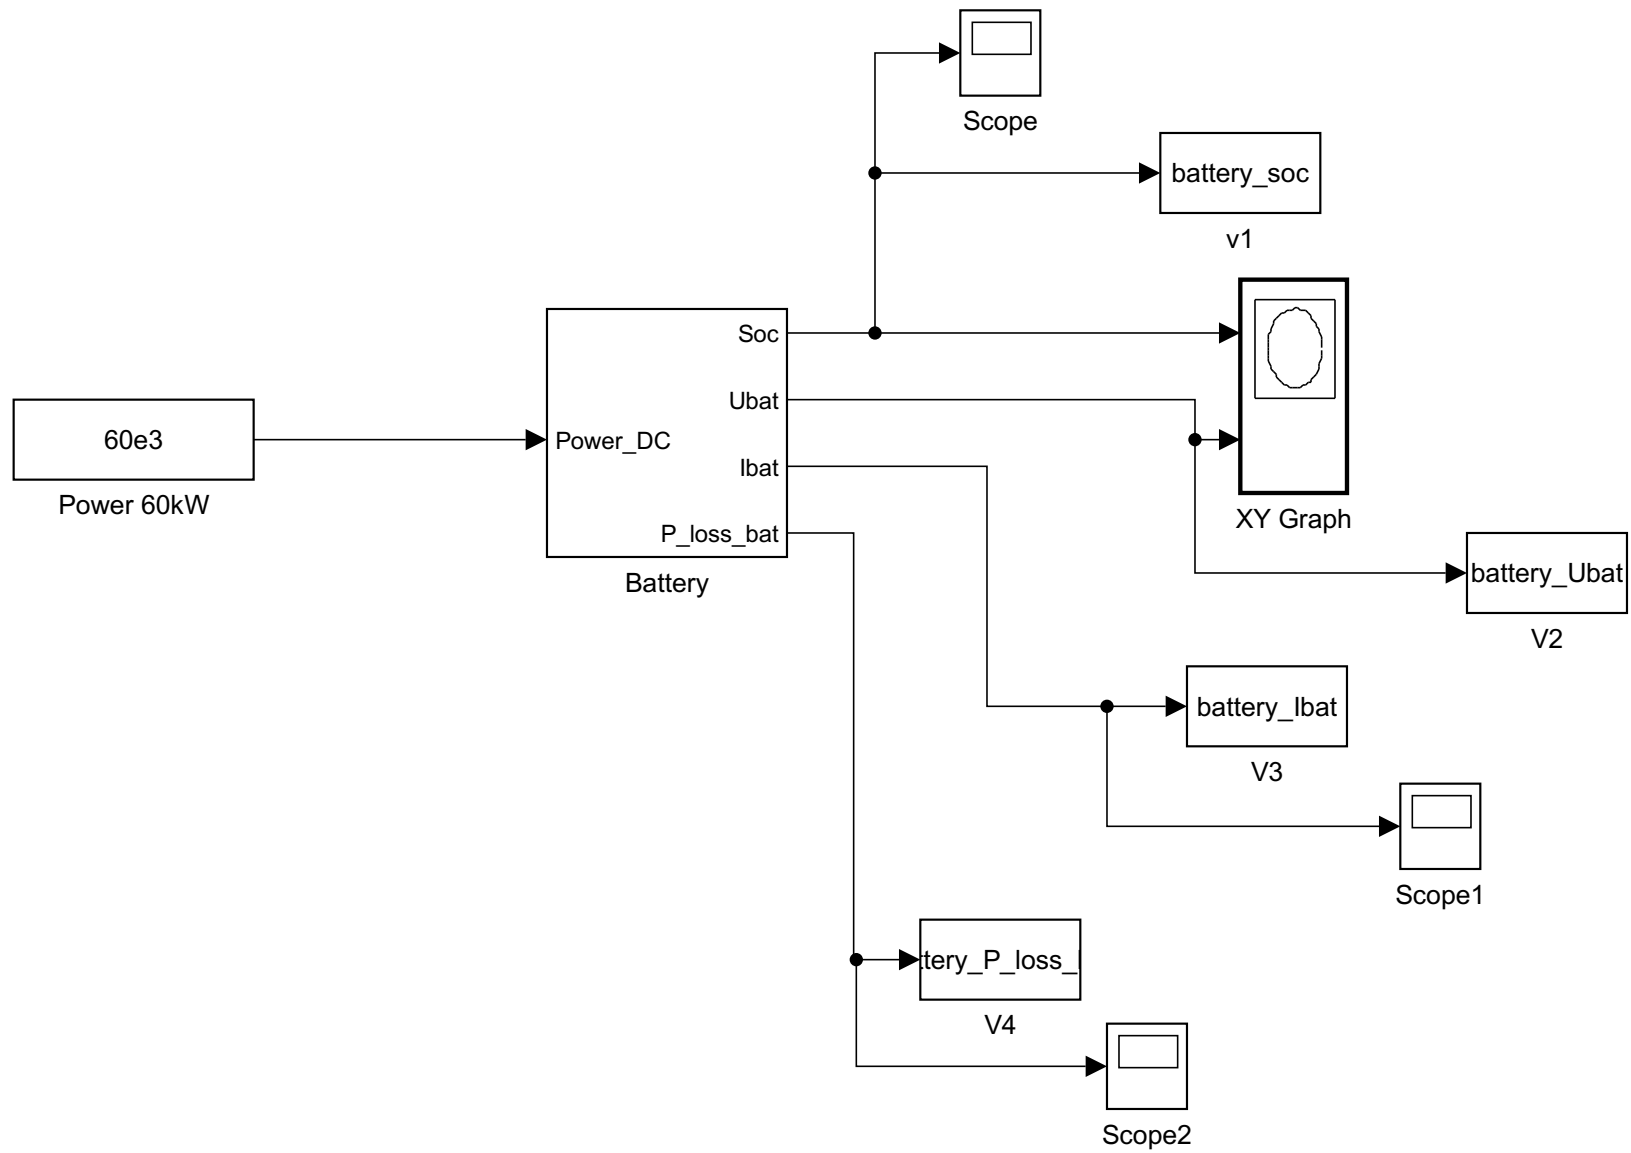 Scope
battery_soc
v1
Soc
Ubat
60e3
Power_DC
Ibat
Power 60kW
P_loss_bat
XY Graph
Battery
battery_Ubat
V2
battery_Ibat
V3
Scope1
tery_P_loss_
V4
Scope2